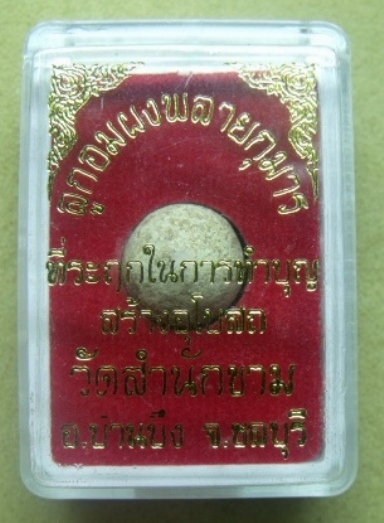 ลูกอมผงพลายกุมาร
ที่ระฤกในการทำบุญ
สร้างอุโบสถ
วัดสำนักขาม
อ.บ้านบึง จ.ชลบุรี